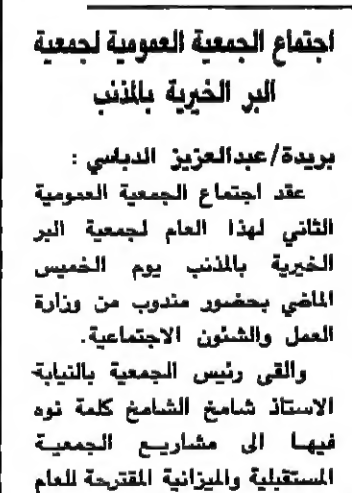 اجتماع الجمعية العمومية لجمعية
البر الخيرية بالمذنب
بريدة/عبدالعزيز الدباسي :
عقد اجتماع الجمعية العمومية
الثاني لهذا العام لجمعية البر
الخيرية بالمذنب يوم الخميس
الماضي بحضور مندوب من وزارة
العمل والشئون الاجتماعية.
والقى رئيس الجمعية بالنيابة
الاستاذ شامخ الشامخ كلمة نوه
فيها الى مشاريع الجمعية
المستقبلية والميزانية المقترحة للعام